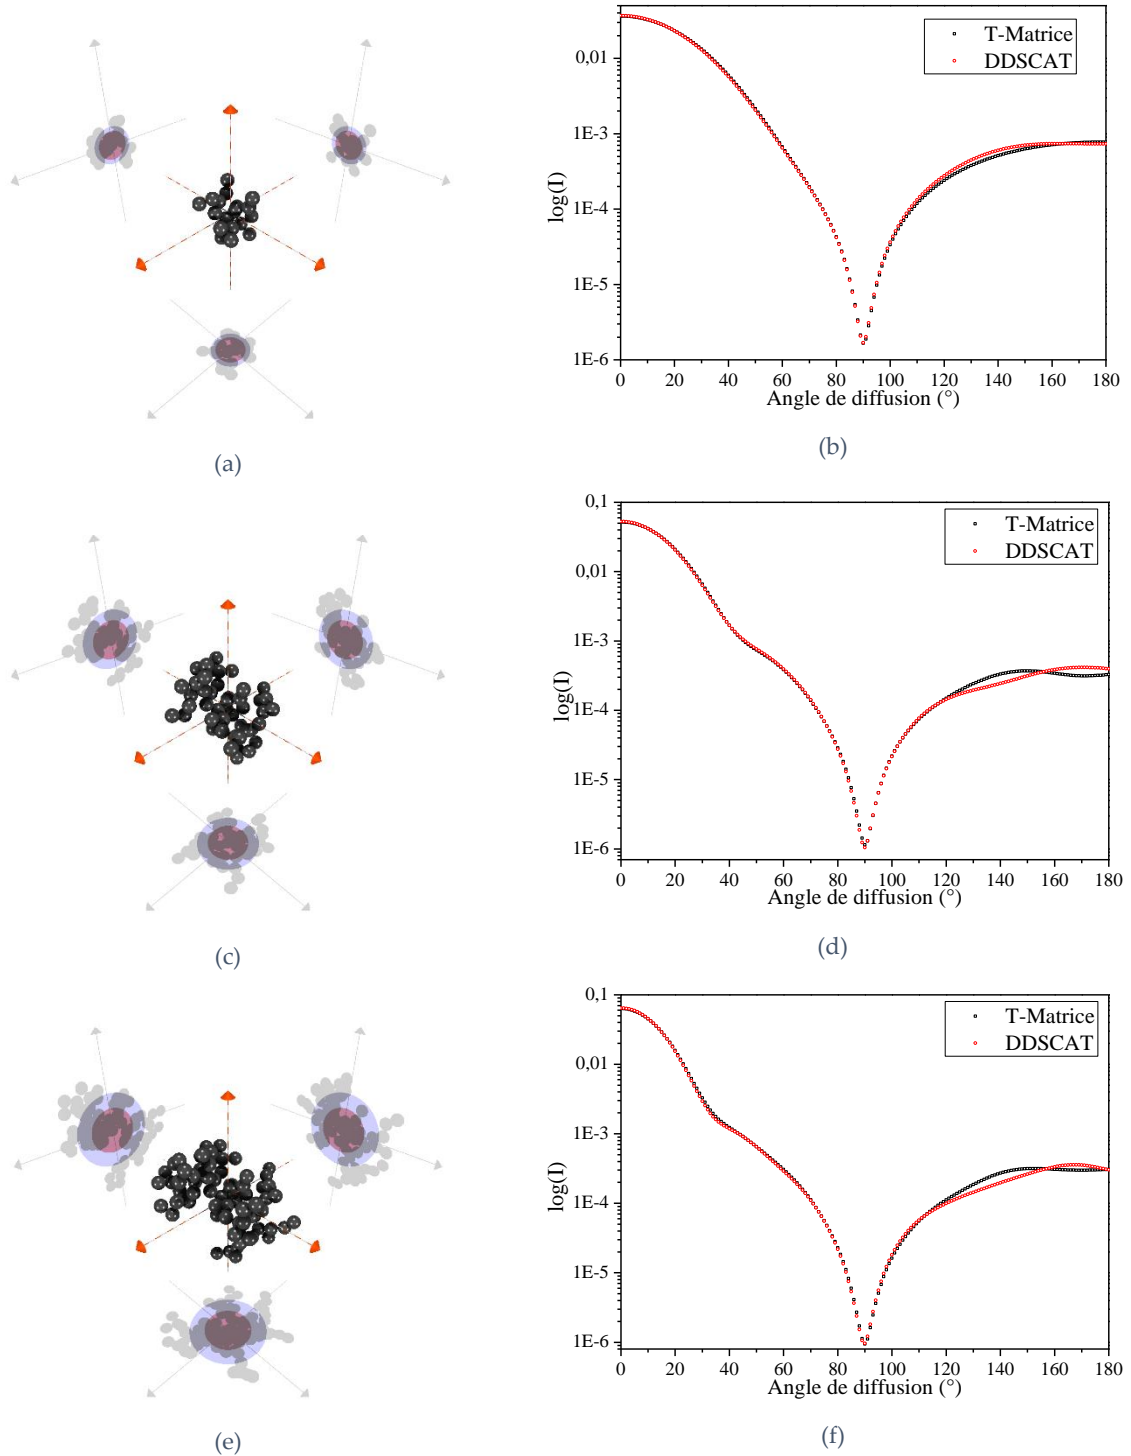 0,01
1E-3
1E-4
1E-5
1E-6
log(I)
T-Matrice
DDSCAT
0 20 40 60 80 100 120 140 160 180
Angle de diffusion (°)
(a)
(b)
0,1
0,01
1E-3
1E-4
1E-5
1E-6
log(I)
T-Matrice
DDSCAT
0 20 40 60 80 100 120 140 160 180
Angle de diffusion (°)
(c)
(d)
0,1
0,01
1E-3
1E-4
1E-5
1E-6
log(I)
T-Matrice
DDSCAT
0 20 40 60 80 100 120 140 160 180
Angle de diffusion (°)
(e)
(f)